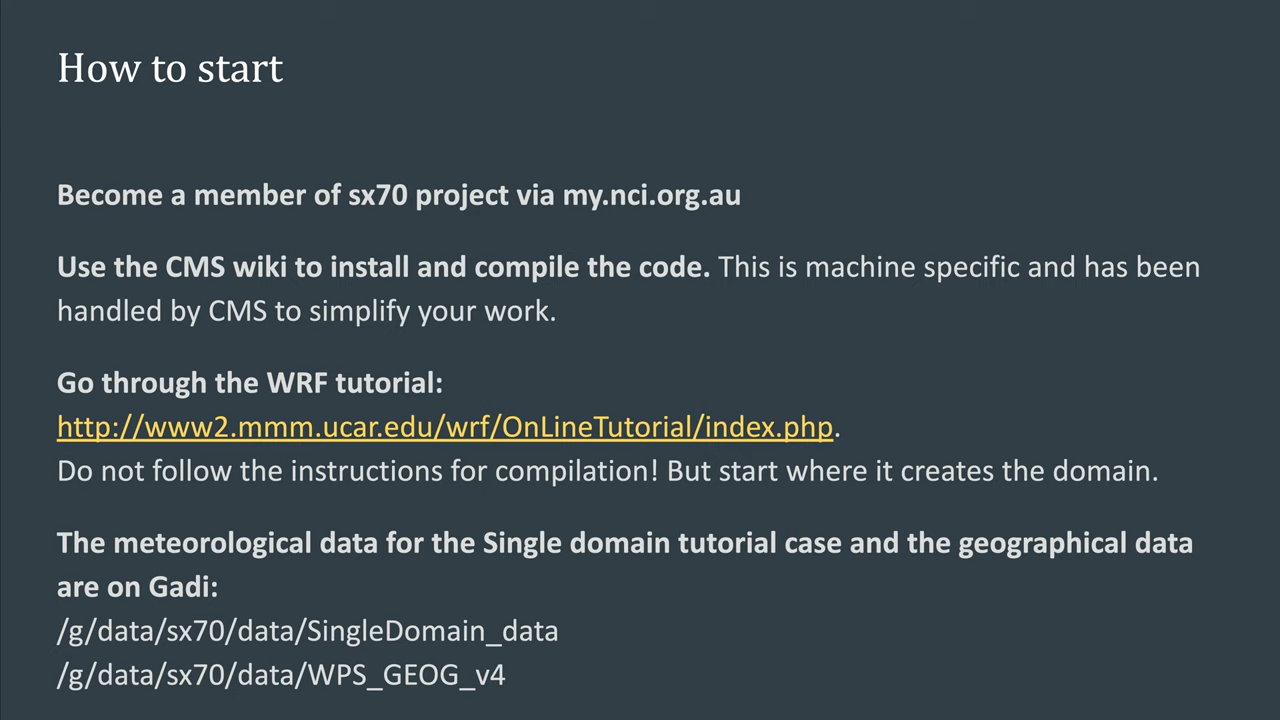 How to start
Become a member of sx70 project via my.nci.org.au
Use the CMS wiki to install and compile the code. This is machine specific and has been
handled by CMS to simplify your work.
Go through the WRF tutorial:
http://www2.mmm.ucar.edu/wrf/OnLineTutorial/index.php.
Do not follow the instructions for compilation! But start where it creates the domain.
The meteorological data for the Single domain tutorial case and the geographical data
are on Gadi:
/g/data/sx70/data/SingleDomain_data
/g/data/sx70/data/WPS_GEOG_v4